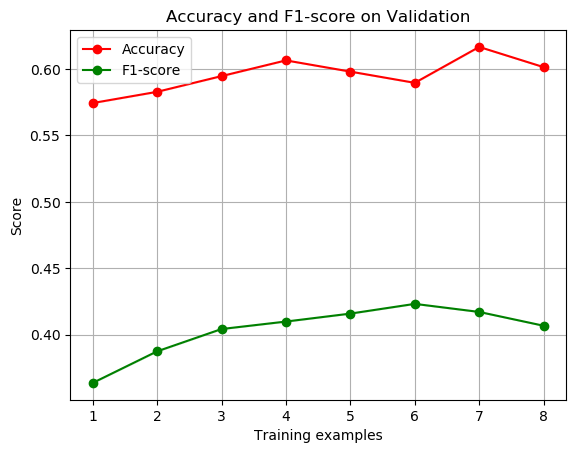 Accuracy and F1-score on Validation
Accuracy
F1-score
0.60
0.55
0.50
0.45
0.40
Score
1 2 3 4 5 6 7 8
Training examples